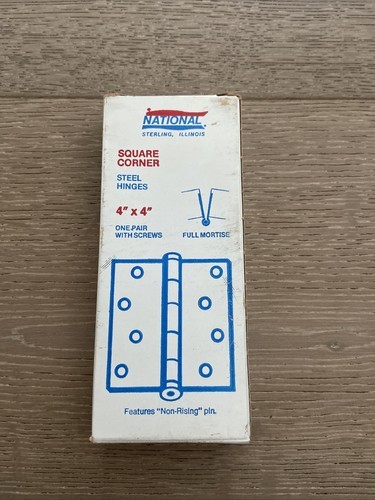 NATIONAL
STERLING, ILLINOIS
SQUARE
CORNER
STEEL
HINGES
4" x 4"
ONE PAIR
WITH SCREWS
FULL MORTISE
Features "Non-Rising" pin.